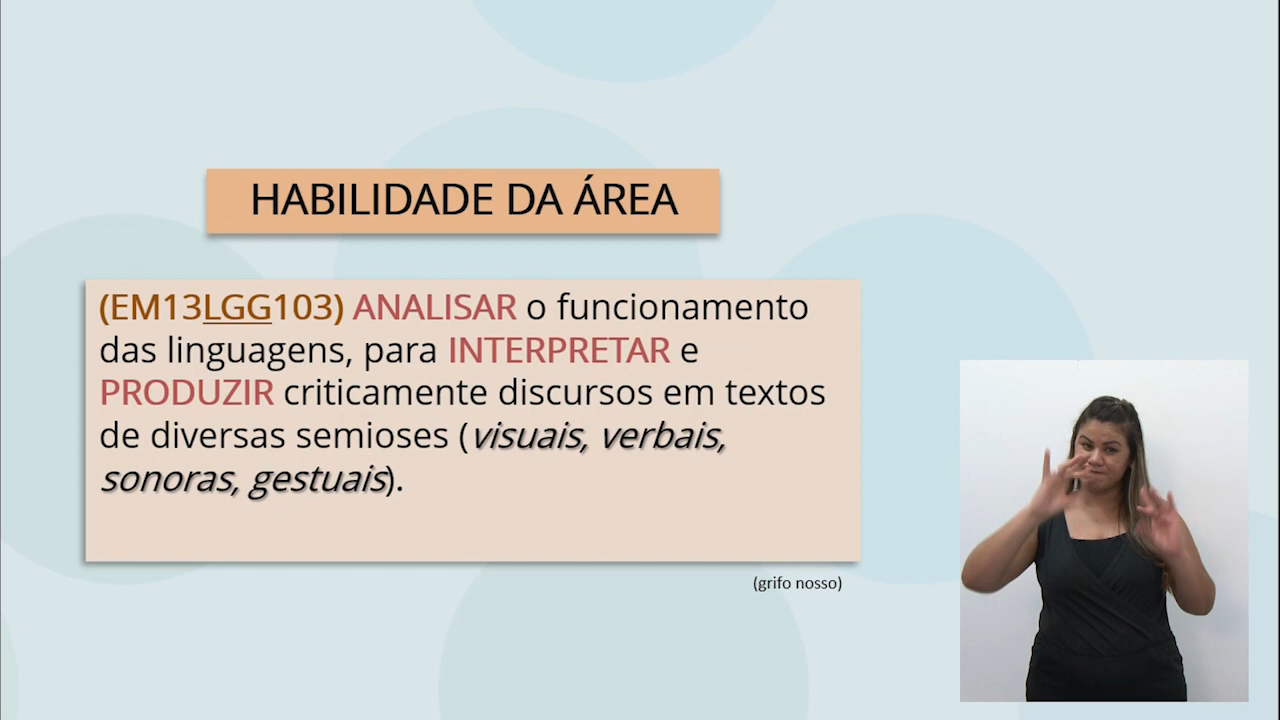 HABILIDADE DA ÁREA
(EM13LGG103) ANALISAR o funcionamento
das linguagens, para INTERPRETAR e
PRODUZIR criticamente discursos em textos
de diversas semioses (visuais, verbais,
sonoras, gestuais).
(grifo nosso)